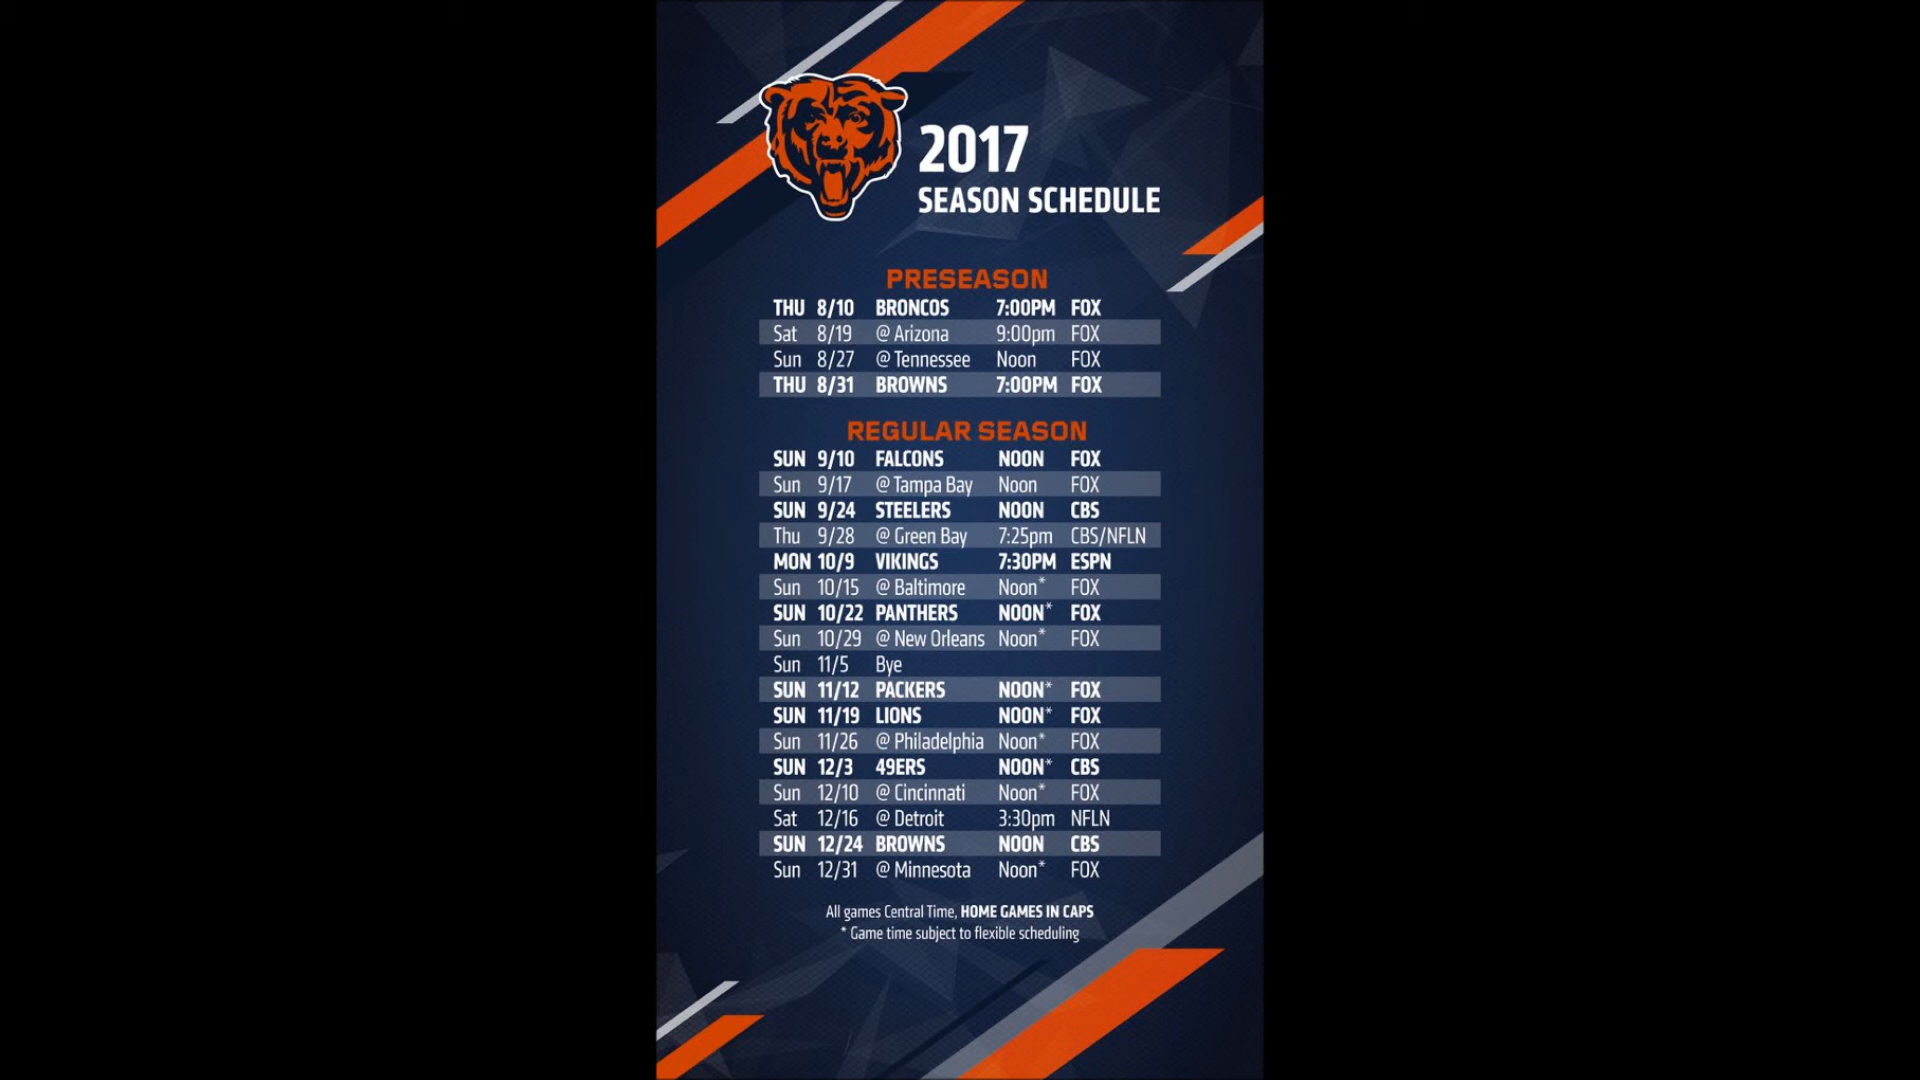 2017
SEASON SCHEDULE
PRESEASON
THU 8/10 BRONCOS 7:00PM FOX
Sat 8/19 @ Arizona 9:00pm FOX
Sun 8/27 @ Tennessee Noon FOX
THU 8/31 BROWNS 7:00PM FOX
REGULAR SEASON
SUN 9/10 FALCONS NOON FOX
Sun 9/17 @ Tampa Bay Noon FOX
SUN 9/24 STEELERS NOON CBS
Thu 9/28 @ Green Bay 7:25pm CBS/NFLN
MON 10/9 VIKINGS 7:30PM ESPN
Sun 10/15 @ Baltimore Noon* FOX
SUN 10/22 PANTHERS NOON* FOX
Sun 10/29 @ New Orleans Noon* FOX
Sun 11/5 Bye
SUN 11/12 PACKERS NOON* FOX
SUN 11/19 LIONS NOON* FOX
Sun 11/26 @ Philadelphia Noon* FOX
SUN 12/3 49ERS NOON* CBS
Sun 12/10 @ Cincinnati Noon* FOX
Sat 12/16 @ Detroit 3:30pm NFLN
SUN 12/24 BROWNS NOON CBS
Sun 12/31 @ Minnesota Noon* FOX
All games Central Time, HOME GAMES IN CAPS
* Game time subject to flexible scheduling